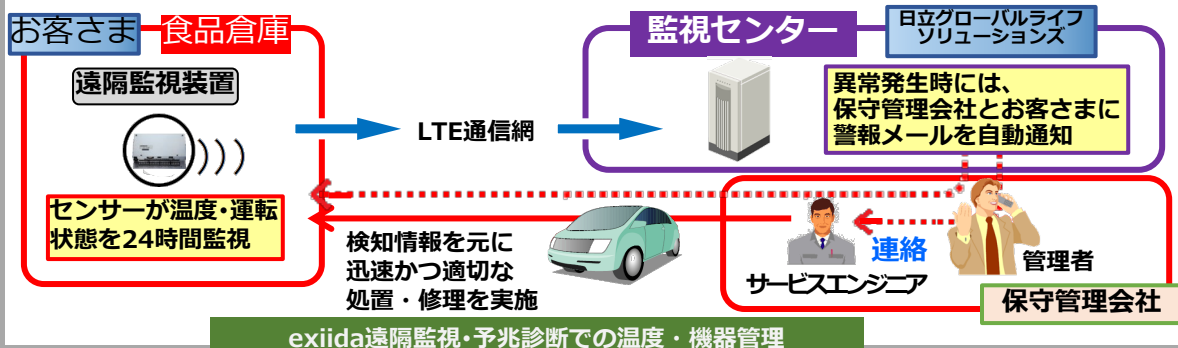 お客さま
食品倉庫
遠隔監視装置
センサーが温度・運転
状態を24時間監視
LTE通信網
監視センター
日立グローバルライフ
ソリューションズ
異常発生時には、
保守管理会社とお客さまに
警報メールを自動通知
検知情報を元に
迅速かつ適切な
処置・修理を実施
サービスエンジニア
連絡
管理者
保守管理会社
exiida遠隔監視・予兆診断での温度・機器管理